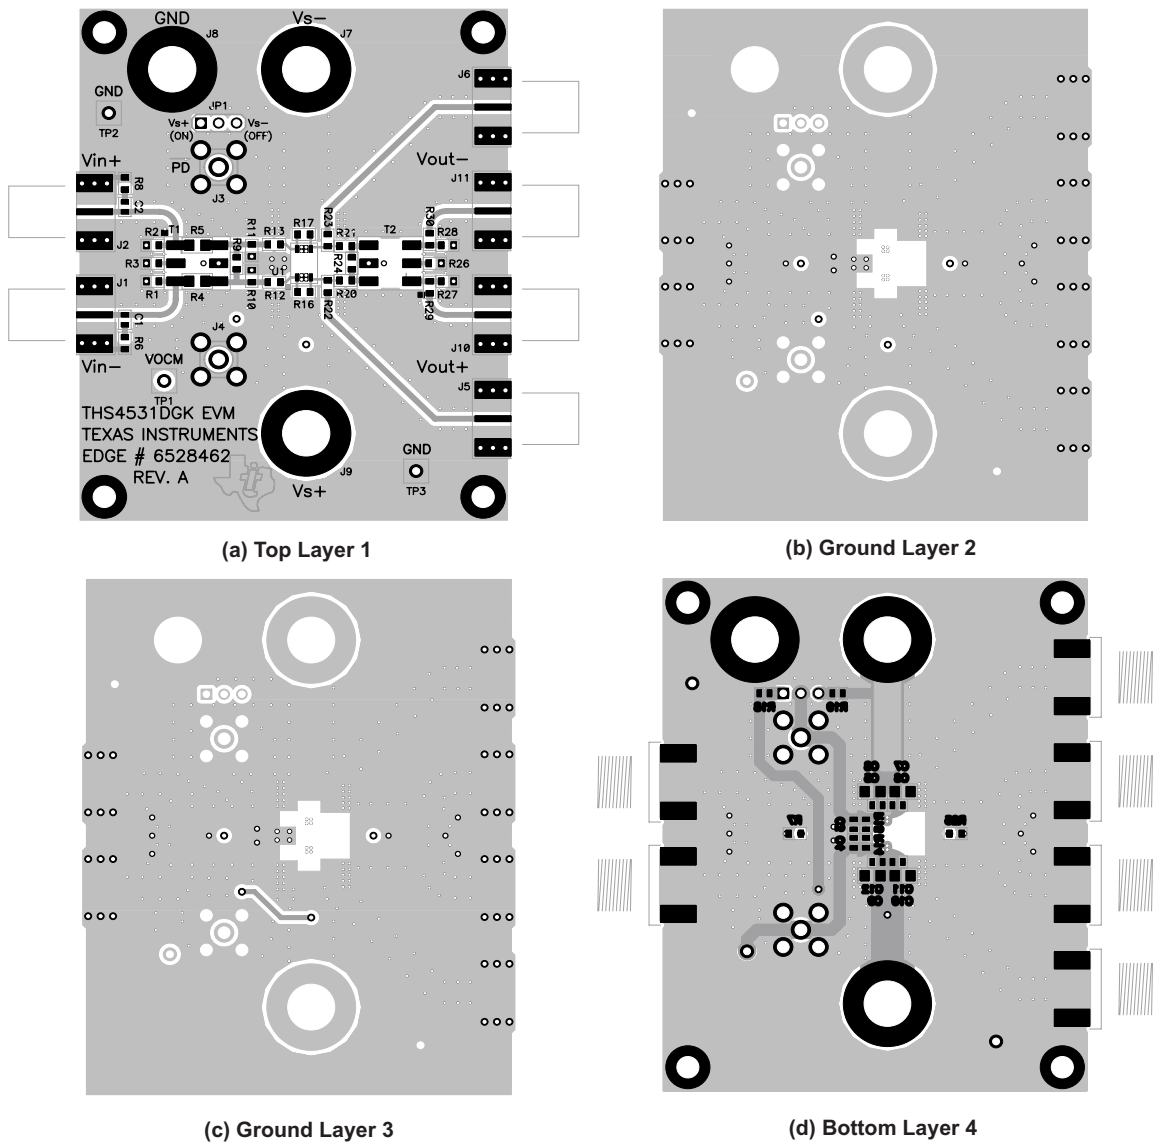 GND
Vs-
J8
J7
J6
GND
TP2
JP1
Vs+
(ON)
Vs-
(OFF)
PD
J3
Vin+
Vout-
J11
R8
C2
J2
R2
T1
R5
R9
R11
R13
R17
R23
R21
T2
R30
R28
R3
U1
R24
R26
J1
R1
R4
R10
R12
R16
R22
R20
R29
R27
C1
R6
J4
J10
Vin-
VOCM
TP1
Vout+
J5
THS4531DGK EVM
TEXAS INSTRUMENTS
EDGE # 6528462
REV. A
J9
Vs+
GND
TP3
(a) Top Layer 1
(b) Ground Layer 2
R7
(c) Ground Layer 3
(d) Bottom Layer 4